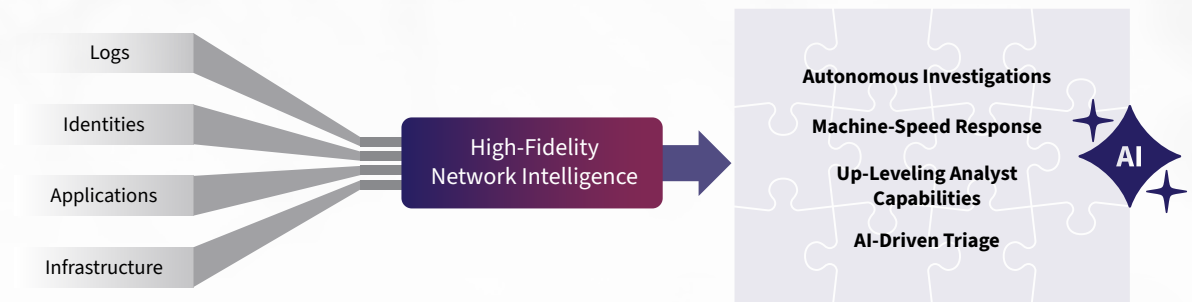 Logs
Identities
Applications
Infrastructure
High-Fidelity
Network Intelligence
Autonomous Investigations
Machine-Speed Response
Up-Leveling Analyst
Capabilities
AI-Driven Triage
AI